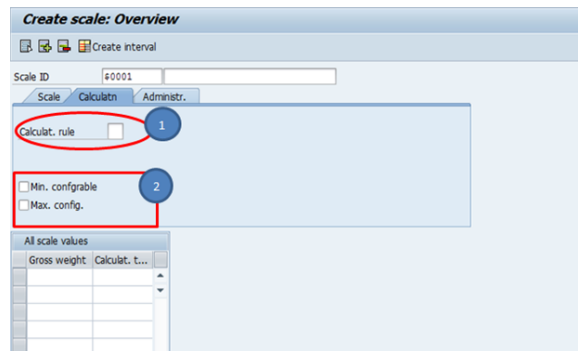 Create scale: Overview
Create interval
Scale ID $0001
Scale Calculatn Administr.
Calculat. rule 1
Min. confgrable 2
Max. config.
All scale values
Gross weight Calculat. t...